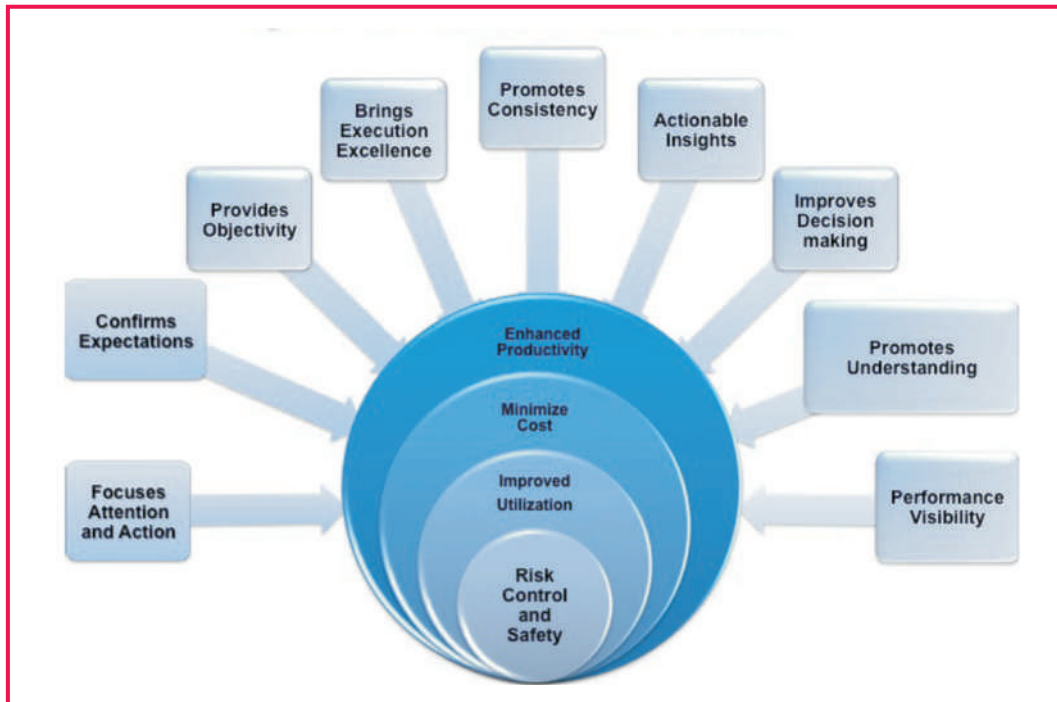 Promotes
Consistency
Brings
Execution
Excellence
Actionable
Insights
Provides
Objectivity
Improves
Decision
making
Confirms
Expectations
Promotes
Understanding
Focuses
Attention
and Action
Performance
Visibility
Enhanced
Productivity
Minimize
Cost
Improved
Utilization
Risk
Control
and
Safety